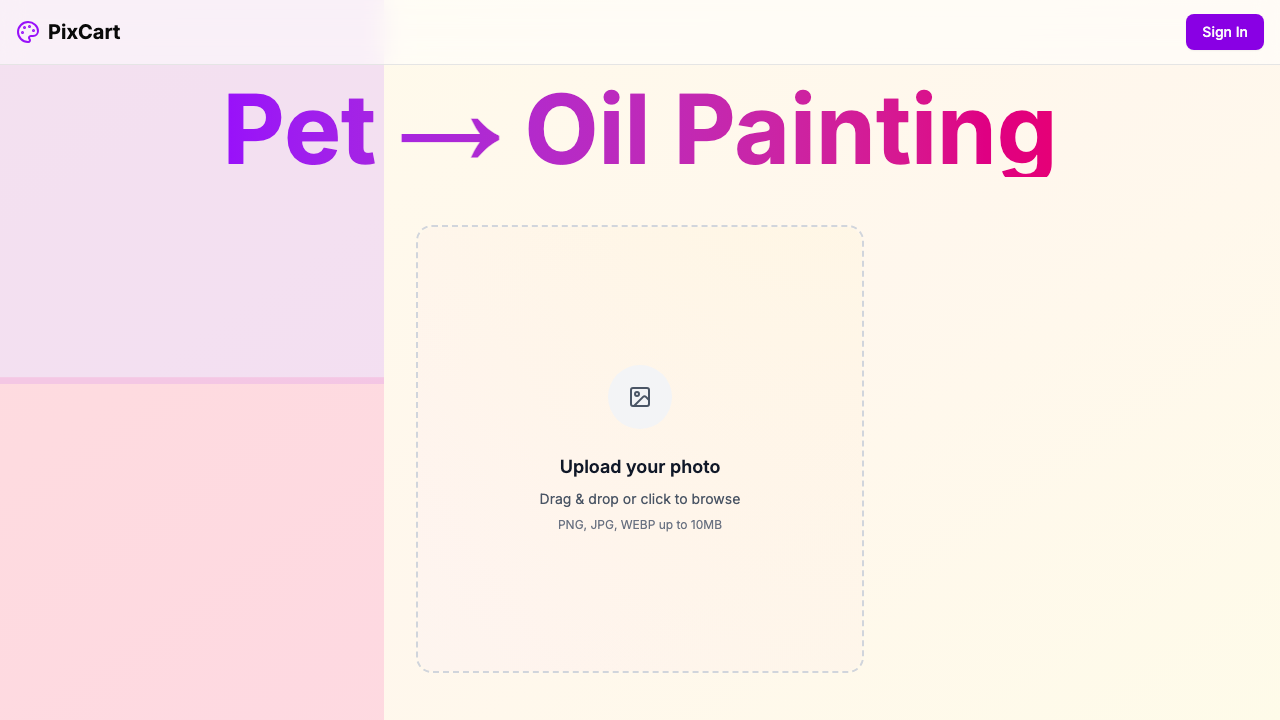 PixCart
Sign In
Pet → Oil Painting
Upload your photo
Drag & drop or click to browse
PNG, JPG, WEBP up to 10MB